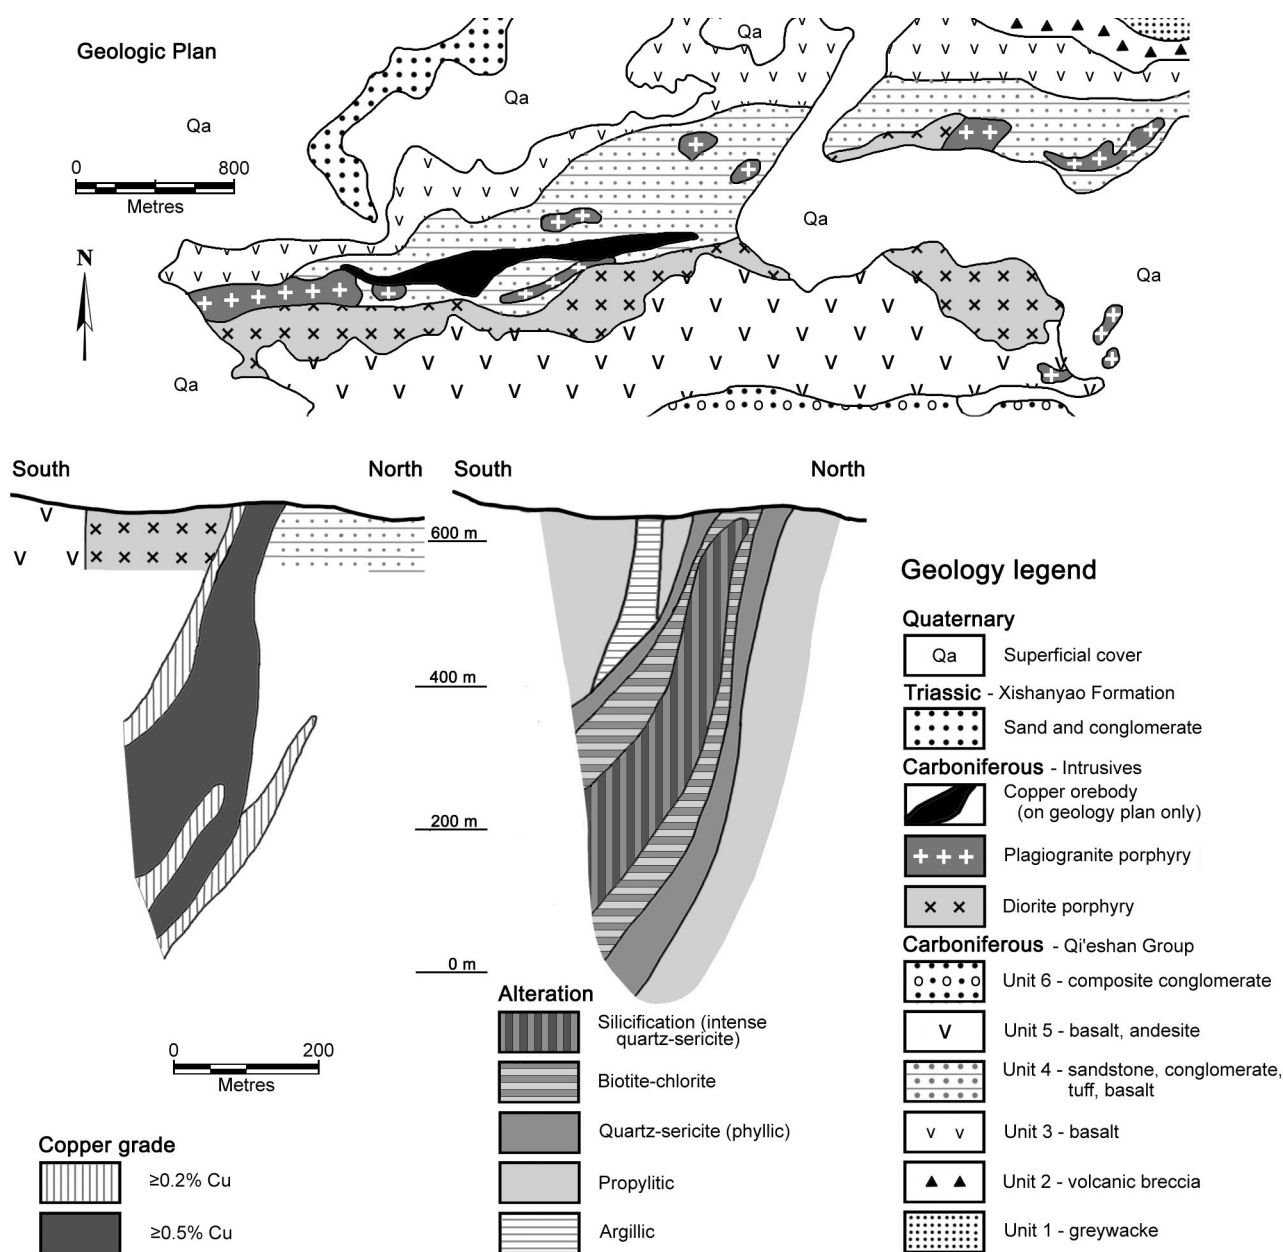 Geologic Plan
Qa
Qa
Qa
0 800
Metres
N
Qa
Qa
Qa
South North
South North
600 m
400 m
200 m
0 m
0 200
Metres
Copper grade
≥0.2% Cu
≥0.5% Cu
Alteration
Silicification (intense
quartz-sericite)
Biotite-chlorite
Quartz-sericite (phyllic)
Propylitic
Argillic
Geology legend
Quaternary
Qa Superficial cover
Triassic - Xishanyao Formation
Sand and conglomerate
Carboniferous - Intrusives
Copper orebody
(on geology plan only)
Plagiogranite porphyry
Diorite porphyry
Carboniferous - Qi'eshan Group
Unit 6 - composite conglomerate
Unit 5 - basalt, andesite
Unit 4 - sandstone, conglomerate,
tuff, basalt
Unit 3 - basalt
Unit 2 - volcanic breccia
Unit 1 - greywacke